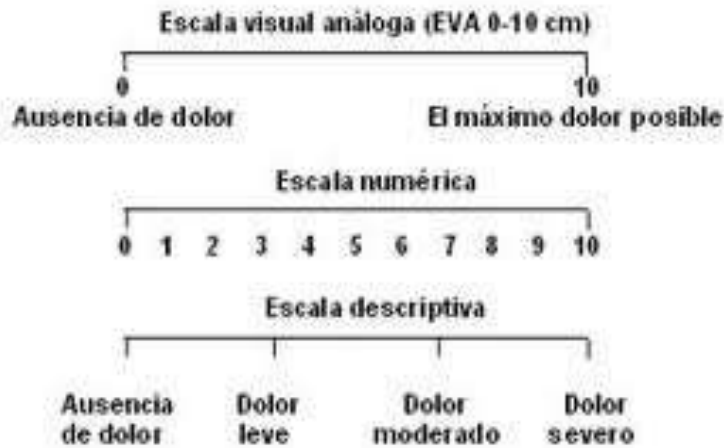 Escala visual análoga (EVA 0-10 cm)
0 10
Ausencia de dolor El máximo dolor posible
Escala numérica
0 1 2 3 4 5 6 7 8 9 10
Escala descriptiva
Ausencia Dolor Dolor Dolor
de dolor leve moderado severo